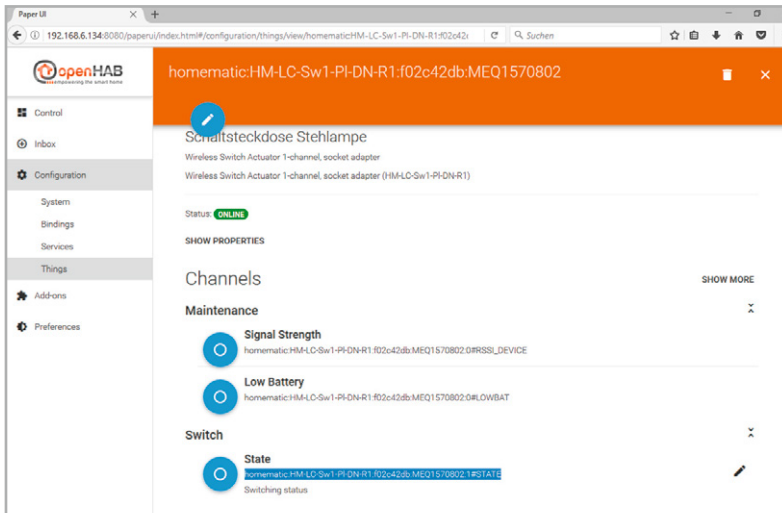 Paper UI
192.168.6.134:8080/paperui/index.html#/configuration/things/view/homematic:HM-LC-Sw1-Pl-DN-R1:f02c42
Suchen
openHAB
empowering the smart home
homematic:HM-LC-Sw1-Pl-DN-R1:f02c42db:MEQ1570802
Control
Inbox
Configuration
System
Bindings
Services
Things
Add-ons
Preferences
Schaltsteckdose Stehlampe
Wireless Switch Actuator 1-channel, socket adapter
Wireless Switch Actuator 1-channel, socket adapter (HM-LC-Sw1-Pl-DN-R1)
Status: ONLINE
SHOW PROPERTIES
Channels
SHOW MORE
Maintenance
Signal Strength
homematic:HM-LC-Sw1-Pl-DN-R1:f02c42db:MEQ1570802:0#RSSI_DEVICE
Low Battery
homematic:HM-LC-Sw1-Pl-DN-R1:f02c42db:MEQ1570802:0#LOWBAT
Switch
State
homematic:HM-LC-Sw1-Pl-DN-R1:f02c42db:MEQ1570802:1#STATE
Switching status